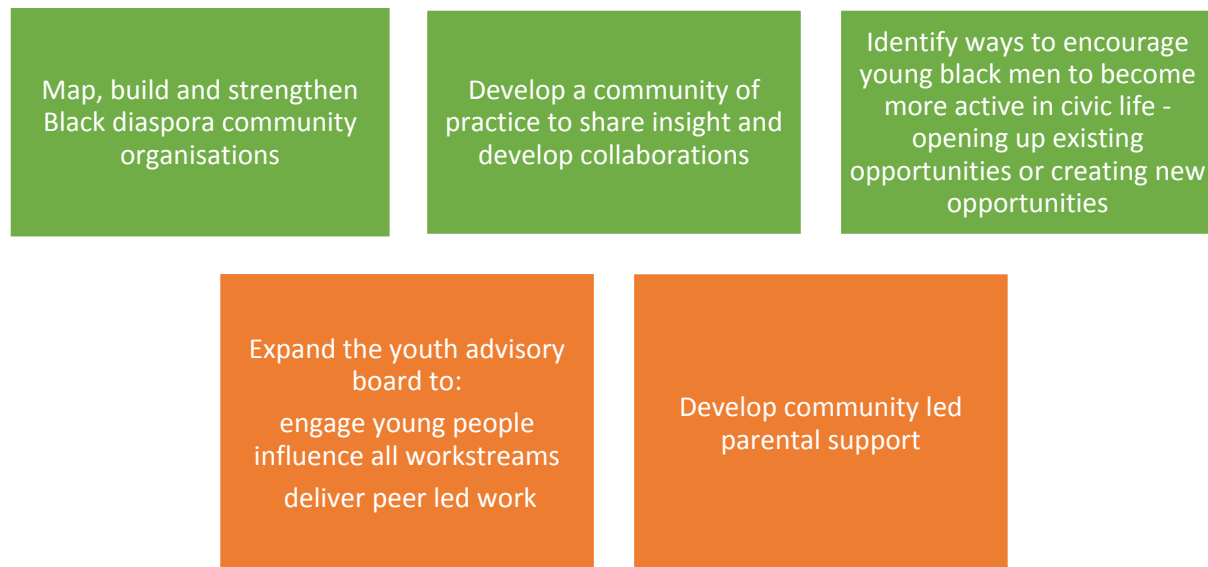 Map, build and strengthen
Black diaspora community
organisations
Develop a community of
practice to share insight and
develop collaborations
Identify ways to encourage
young black men to become
more active in civic life -
opening up existing
opportunities or creating new
opportunities
Expand the youth advisory
board to:
engage young people
influence all workstreams
deliver peer led work
Develop community led
parental support